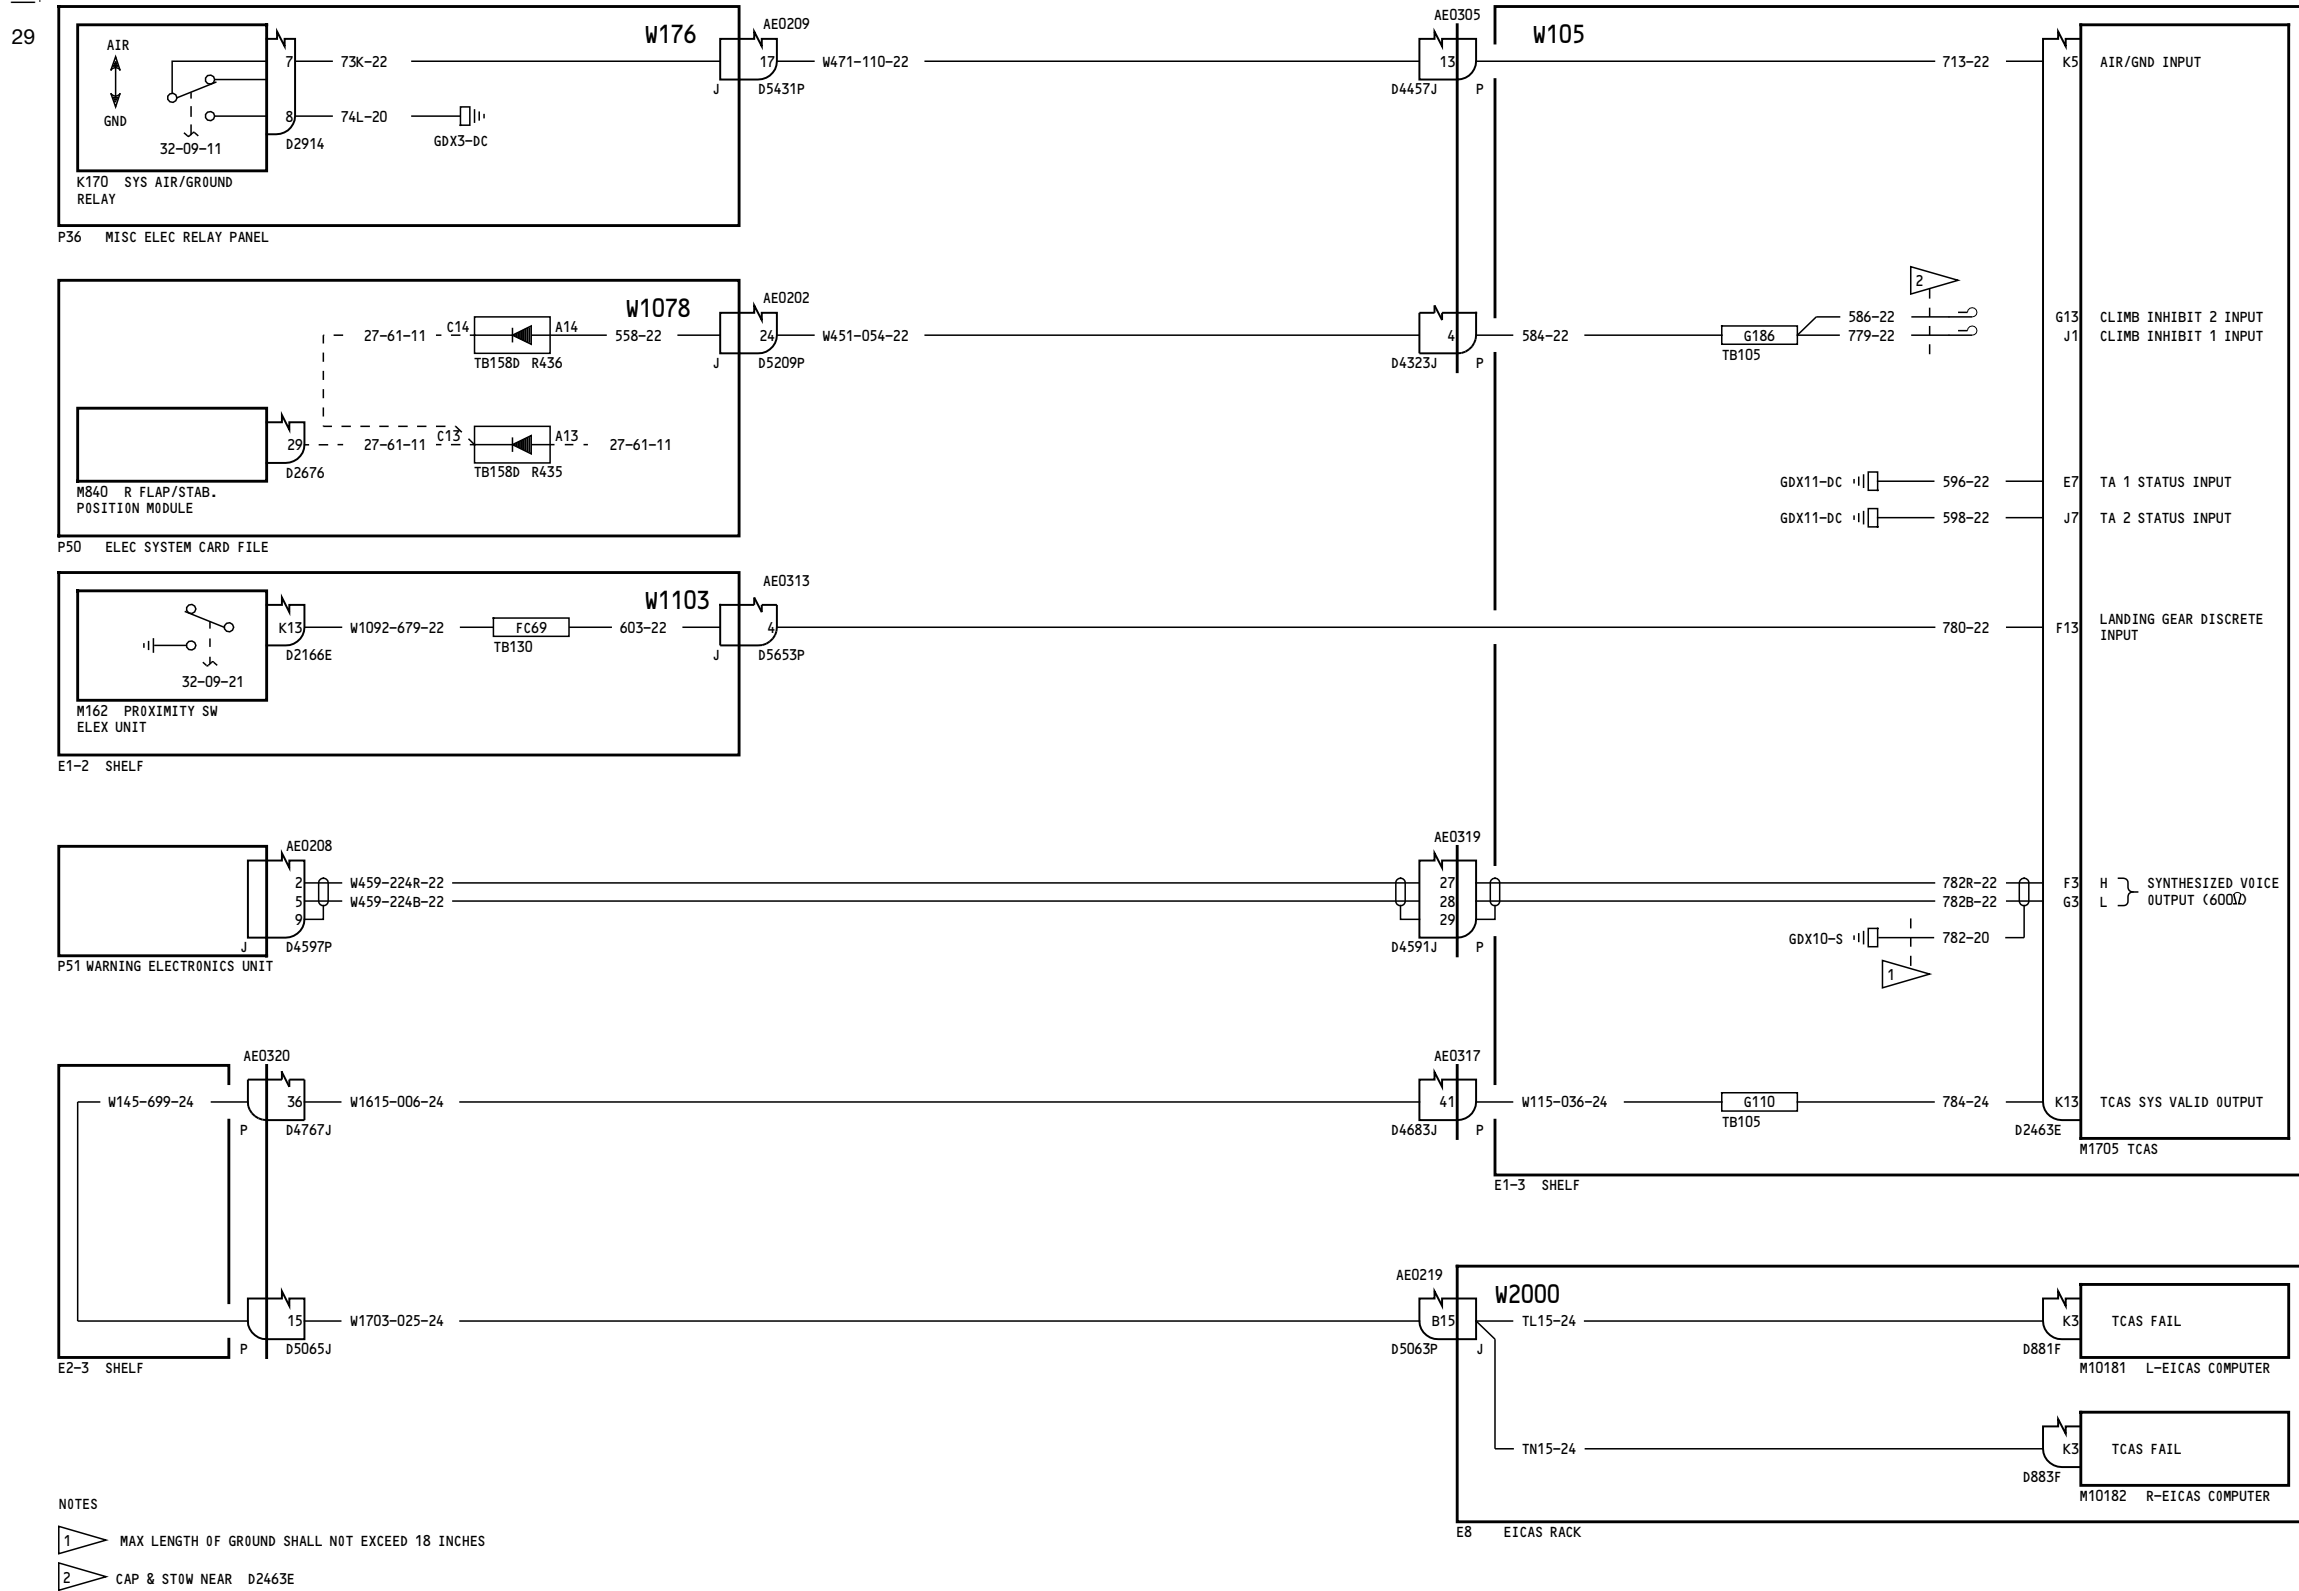 29
AIR
GND
32-09-11
7
8
D2914
73K-22
74L-20
GDX3-DC
K170 SYS AIR/GROUND
RELAY
P36 MISC ELEC RELAY PANEL
W176
AE0209
17
J D5431P
W471-110-22
AE0305
13
D4457J P
W105
713-22
K5 AIR/GND INPUT
W1078
27-61-11
C14
A14
TB158D R436
558-22
AE0202
24
J D5209P
W451-054-22
4
D4323J P
584-22
G186
TB105
586-22
779-22
2
G13 CLIMB INHIBIT 2 INPUT
J1 CLIMB INHIBIT 1 INPUT
29
D2676
27-61-11
C13
A13
TB158D R435
27-61-11
M840 R FLAP/STAB.
POSITION MODULE
P50 ELEC SYSTEM CARD FILE
GDX11-DC
596-22
E7 TA 1 STATUS INPUT
GDX11-DC
598-22
J7 TA 2 STATUS INPUT
W1103
32-09-21
K13
D2166E
W1092-679-22
FC69
TB130
603-22
AE0313
4
J D5653P
780-22
F13 LANDING GEAR DISCRETE
INPUT
M162 PROXIMITY SW
ELEX UNIT
E1-2 SHELF
AE0208
2
5
9
J D4597P
P51 WARNING ELECTRONICS UNIT
W459-224R-22
W459-224B-22
AE0319
27
28
29
D4591J P
782R-22
782B-22
F3 H
G3 L
SYNTHESIZED VOICE
OUTPUT (600Ω)
GDX10-S
782-20
1
AE0320
W145-699-24
36
P D4767J
W1615-006-24
AE0317
41
D4683J P
W115-036-24
G110
TB105
784-24
K13 TCAS SYS VALID OUTPUT
D2463E
M1705 TCAS
E1-3 SHELF
15
P D5065J
E2-3 SHELF
W1703-025-24
AE0219
B15
D5063P J
W2000
TL15-24
K3 TCAS FAIL
D881F
M10181 L-EICAS COMPUTER
TN15-24
K3 TCAS FAIL
D883F
M10182 R-EICAS COMPUTER
E8 EICAS RACK
NOTES
1 MAX LENGTH OF GROUND SHALL NOT EXCEED 18 INCHES
2 CAP & STOW NEAR D2463E